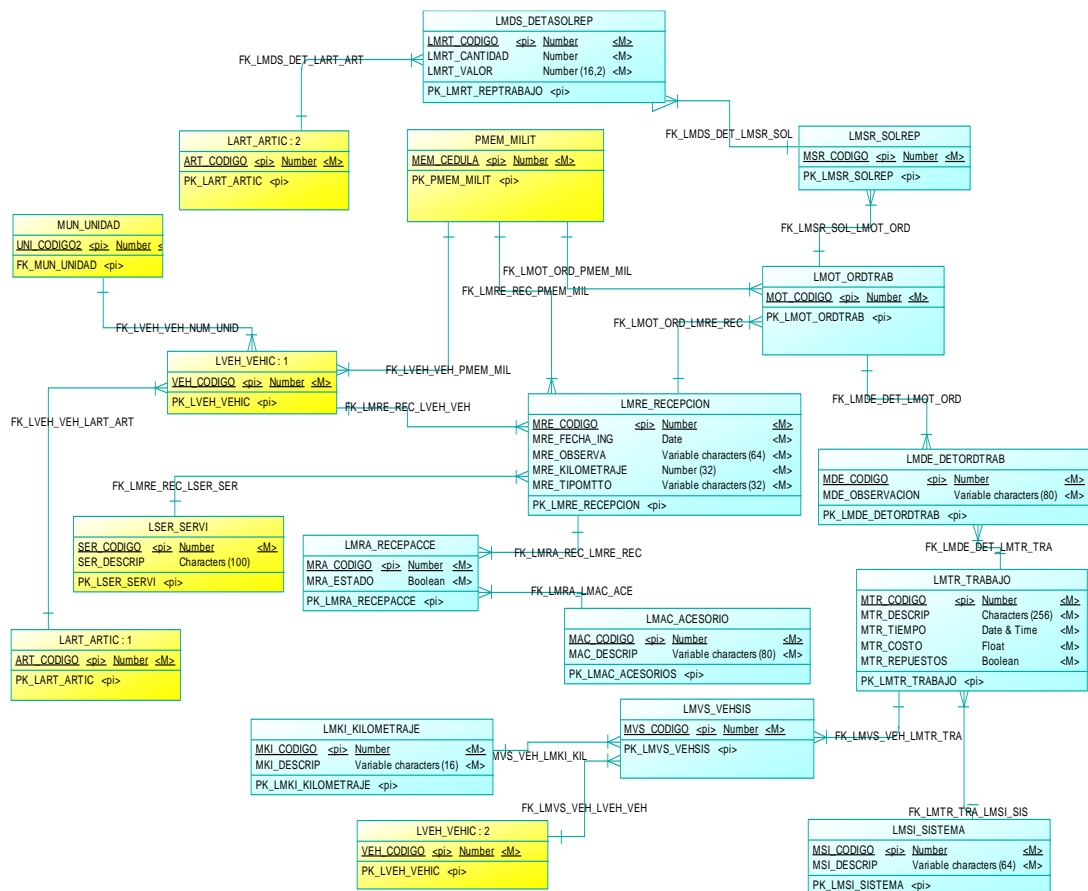 LMDS_DETASOLREP
LMRT_CODIGO <pi> Number <M>
LMRT_CANTIDAD Number <M>
LMRT_VALOR Number (16,2) <M>
PK_LMRT_REPTRABAJO <pi>
FK_LMDS_DET_LART_ART
FK_LMDS_DET_LMSR_SOL
LART_ARTIC : 2
ART_CODIGO <pi> Number <M>
PK_LART_ARTIC <pi>
PMEM_MILIT
MEM_CEDULA <pi> Number <M>
PK_PMEM_MILIT <pi>
LMSR_SOLREP
MSR_CODIGO <pi> Number <M>
PK_LMSR_SOLREP <pi>
MUN_UNIDAD
UNI_CODIGO2 <pi> Number <
FK_MUN_UNIDAD <pi>
FK_LMSR_SOL_LMOT_ORD
FK_LMOT_ORD_PMEM_MIL
FK_LMRE_REC_PMEM_MIL
LMOT_ORDTRAB
MOT_CODIGO <pi> Number <M>
PK_LMOT_ORDTRAB <pi>
FK_LVEH_VEH_NUM_UNID
FK_LMOT_ORD_LMRE_REC
LVEH_VEHIC : 1
VEH_CODIGO <pi> Number <M>
PK_LVEH_VEHIC <pi>
FK_LVEH_VEH_PMEM_MIL
FK_LMRE_REC_LVEH_VEH
FK_LMDE_DET_LMOT_ORD
FK_LVEH_VEH_LART_ART
LMRE_RECEPCION
MRE_CODIGO <pi> Number <M>
MRE_FECHA_ING Date <M>
MRE_OBSERVA Variable characters (64) <M>
MRE_KILOMETRAJE Number (32) <M>
MRE_TIPOMTTO Variable characters (32) <M>
PK_LMRE_RECEPCION <pi>
LMDE_DETORDTRAB
MDE_CODIGO <pi> Number <M>
MDE_OBSERVACION Variable characters (80) <M>
PK_LMDE_DETORDTRAB <pi>
FK_LMRE_REC_LSER_SER
LSER_SERVI
SER_CODIGO <pi> Number <M>
SER_DESCRIP Characters (100)
PK_LSER_SERVI <pi>
LMRA_RECEPACCE
MRA_CODIGO <pi> Number <M>
MRA_ESTADO Boolean <M>
PK_LMRA_RECEPACCE <pi>
FK_LMRA_REC_LMRE_REC
FK_LMDE_DET_LMTR_TRA
FK_LMRA_LMAC_ACE
LMTR_TRABAJO
MTR_CODIGO <pi> Number <M>
MTR_DESCRIP Characters (256) <M>
MTR_TIEMPO Date & Time <M>
MTR_COSTO Float <M>
MTR_REPUESTOS Boolean <M>
PK_LMTR_TRABAJO <pi>
LMAC_ACESORIO
MAC_CODIGO <pi> Number <M>
MAC_DESCRIP Variable characters (80) <M>
PK_LMAC_ACESORIOS <pi>
LART_ARTIC : 1
ART_CODIGO <pi> Number <M>
PK_LART_ARTIC <pi>
LMVS_VEHSIS
MVS_CODIGO <pi> Number <M>
PK_LMVS_VEHSIS <pi>
LMKI_KILOMETRAJE
MKI_CODIGO <pi> Number <M>
MKI_DESCRIP Variable characters (16) <M>
PK_LMKI_KILOMETRAJE <pi>
MVS_VEH_LMKI_KIL
FK_LMVS_VEH_LMTR_TRA
FK_LMVS_VEH_LVEH_VEH
FK_LMTR_TRA_LMSI_SIS
LVEH_VEHIC : 2
VEH_CODIGO <pi> Number <M>
PK_LVEH_VEHIC <pi>
LMSI_SISTEMA
MSI_CODIGO <pi> Number <M>
MSI_DESCRIP Variable characters (64) <M>
PK_LMSI_SISTEMA <pi>